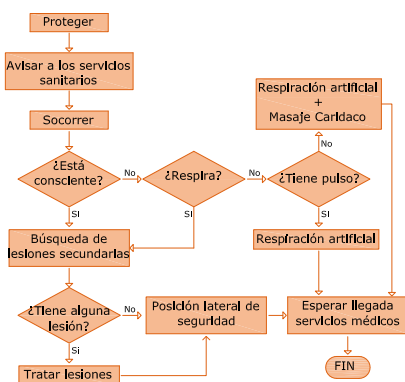 Proteger
Avisar a los servicios
sanitarios
Socorrer
¿Está
consciente?
No
¿Respira?
No
¿Tiene pulso?
No
Respiración artificial
+
Masaje Caridaco
SI
SI
SI
Búsqueda de
lesiones secundarias
Respiración artificial
¿Tiene alguna
lesión?
No
Posición lateral de
seguridad
Esperar llegada
servicios médicos
Si
Tratar lesiones
FIN